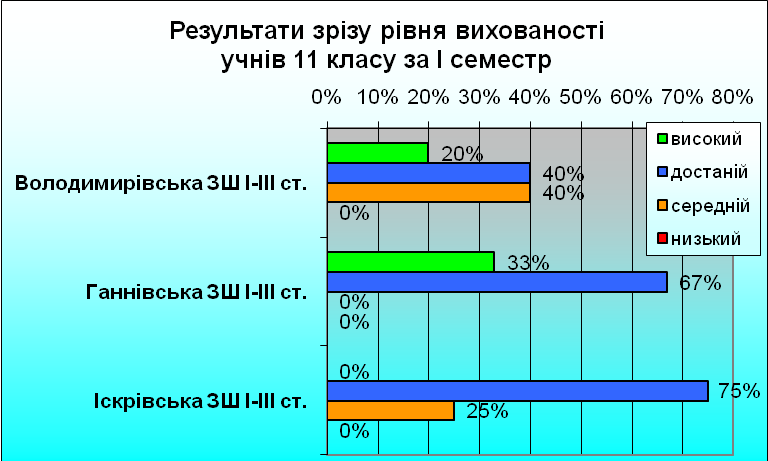 Результати зрізу рівня вихованості
учнів 11 класу за І семестр
0% 10% 20% 30% 40% 50% 60% 70% 80%
високий
достаній
середній
низький
Володимирівська ЗШ І-ІІІ ст.
20%
40%
40%
0%
Ганнівська ЗШ І-ІІІ ст.
33%
67%
0%
0%
Іскрівська ЗШ І-ІІІ ст.
0%
75%
25%
0%